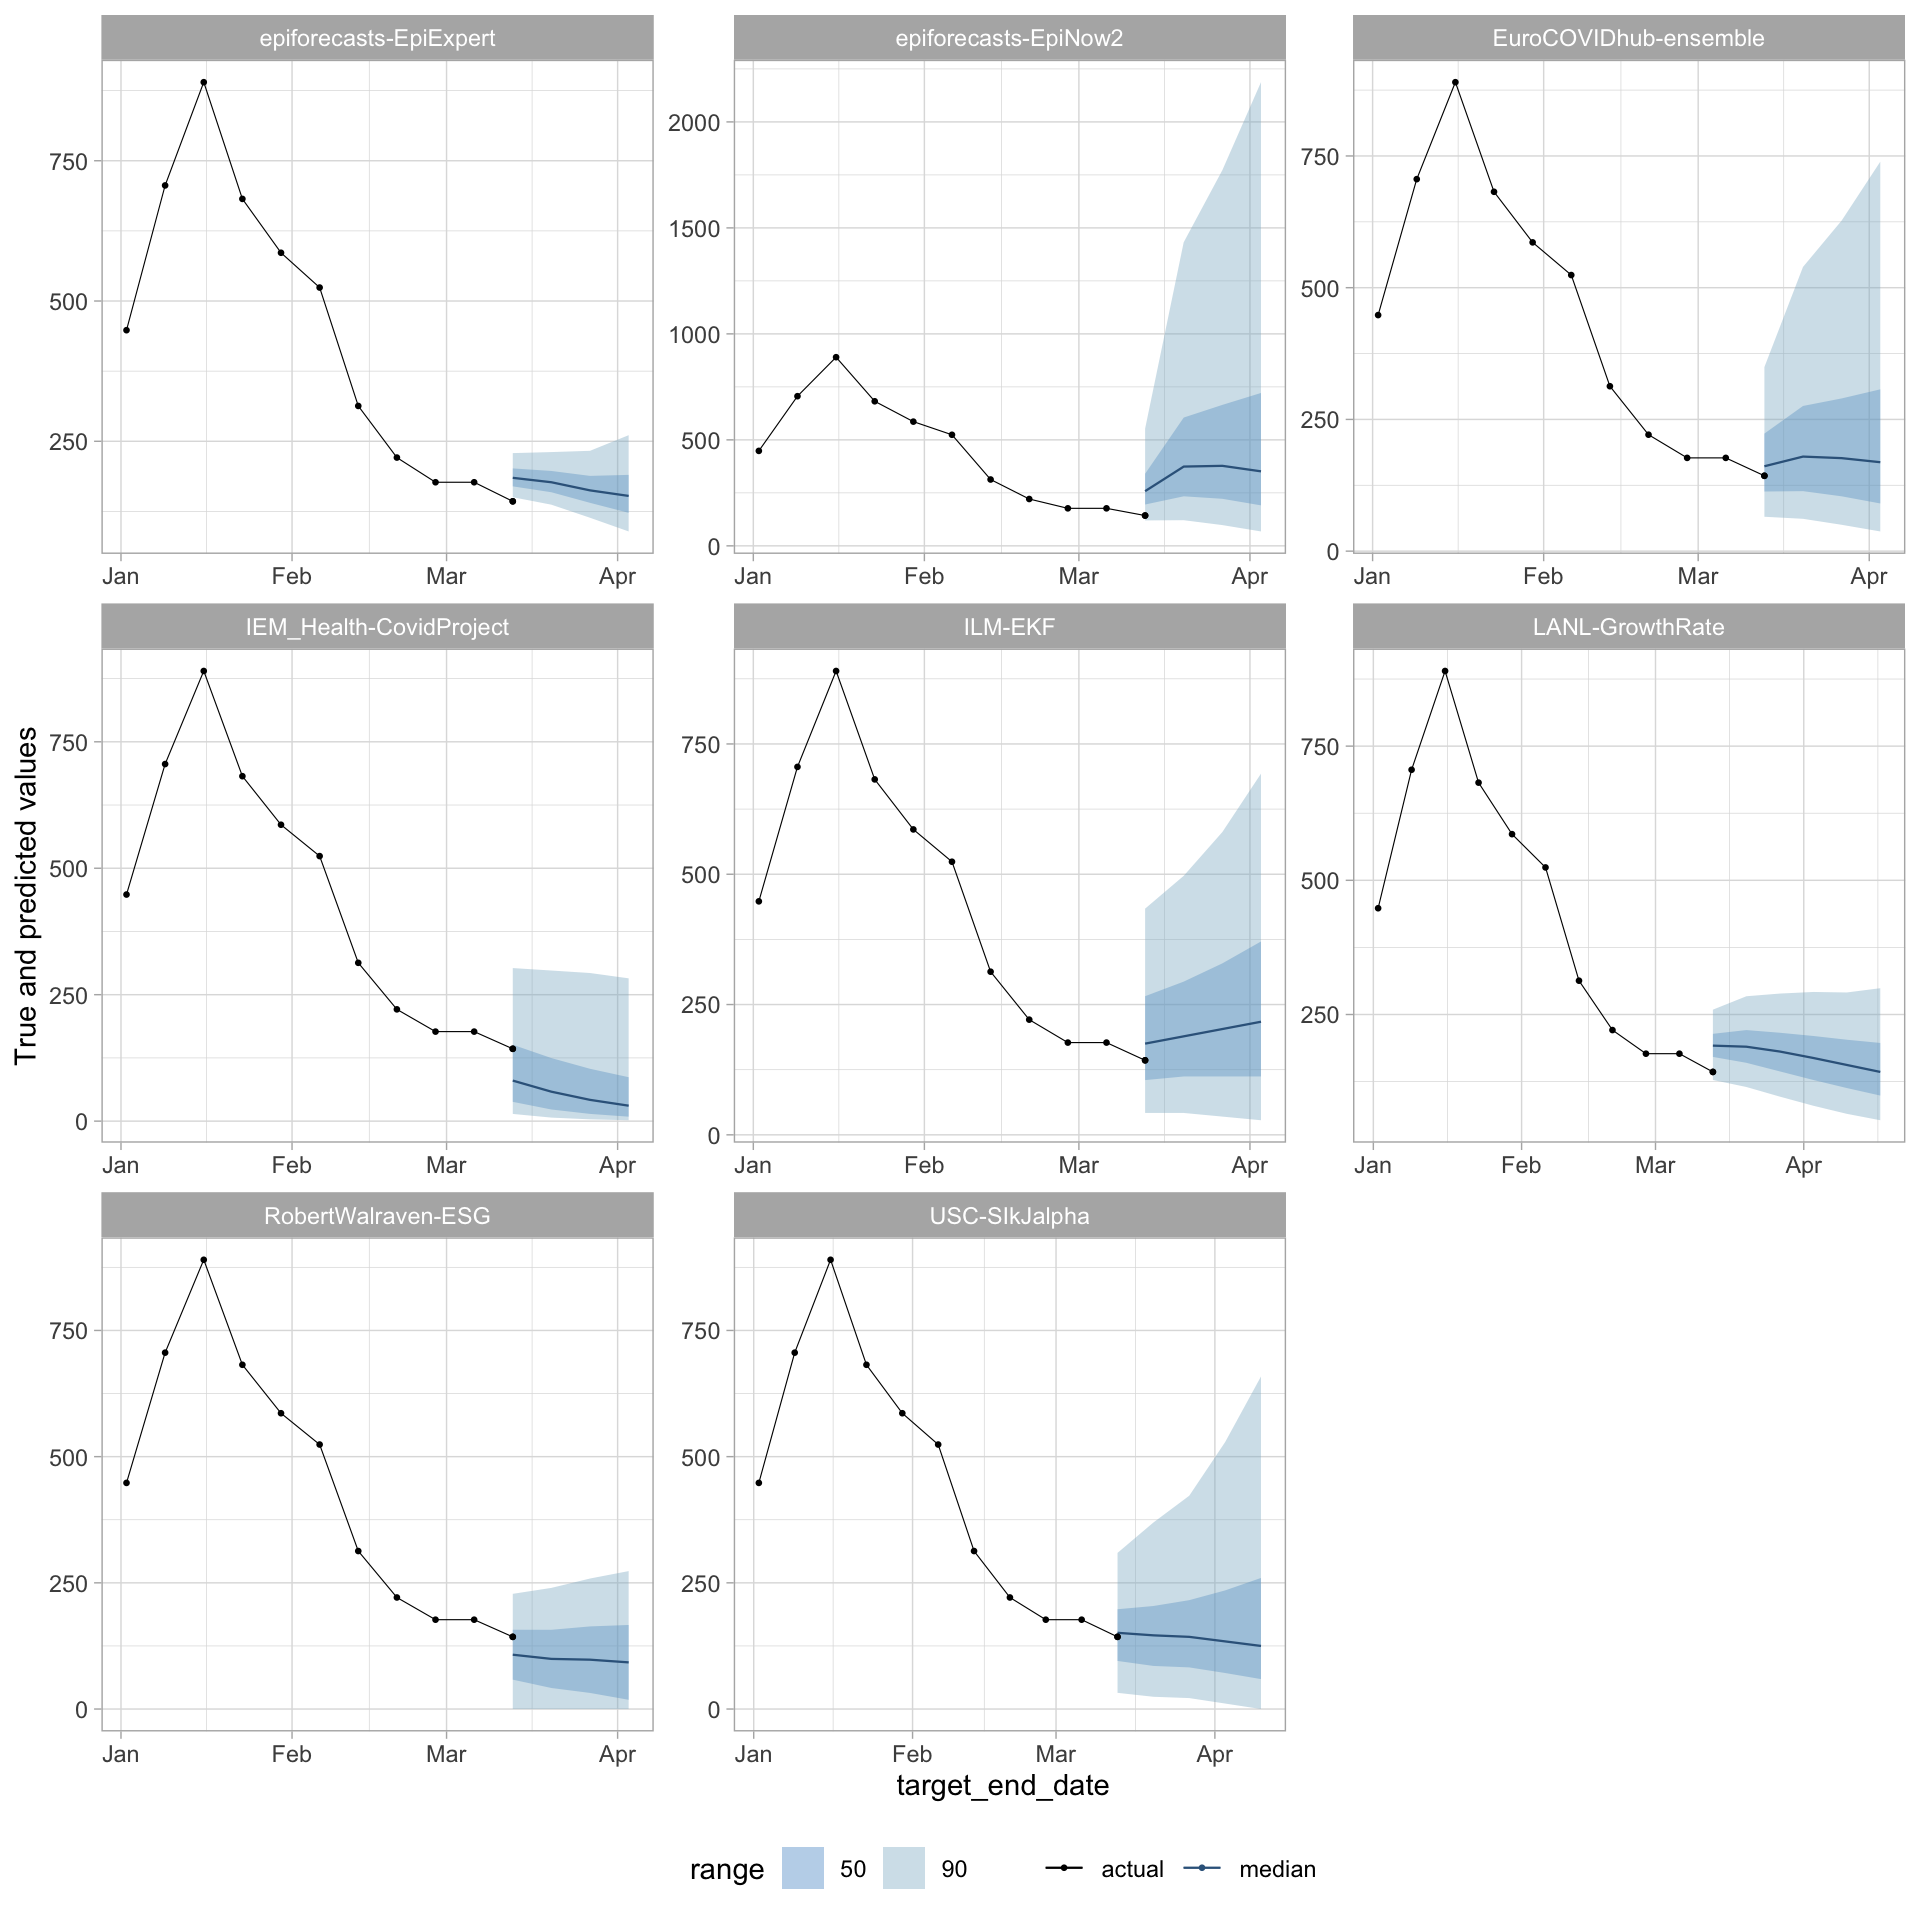 epiforecasts-EpiExpert
epiforecasts-EpiNow2
EuroCOVIDhub-ensemble
750
500
250
Jan Feb Mar Apr
2000
1500
1000
500
0
Jan Feb Mar Apr
750
500
250
0
Jan Feb Mar Apr
IEM_Health-CovidProject
ILM-EKF
LANL-GrowthRate
True and predicted values
750
500
250
0
Jan Feb Mar Apr
750
500
250
0
Jan Feb Mar Apr
750
500
250
Jan Feb Mar Apr
RobertWalraven-ESG
USC-SIkJalpha
750
500
250
0
Jan Feb Mar Apr
750
500
250
0
Jan Feb Mar Apr
target_end_date
range 50 90 actual median